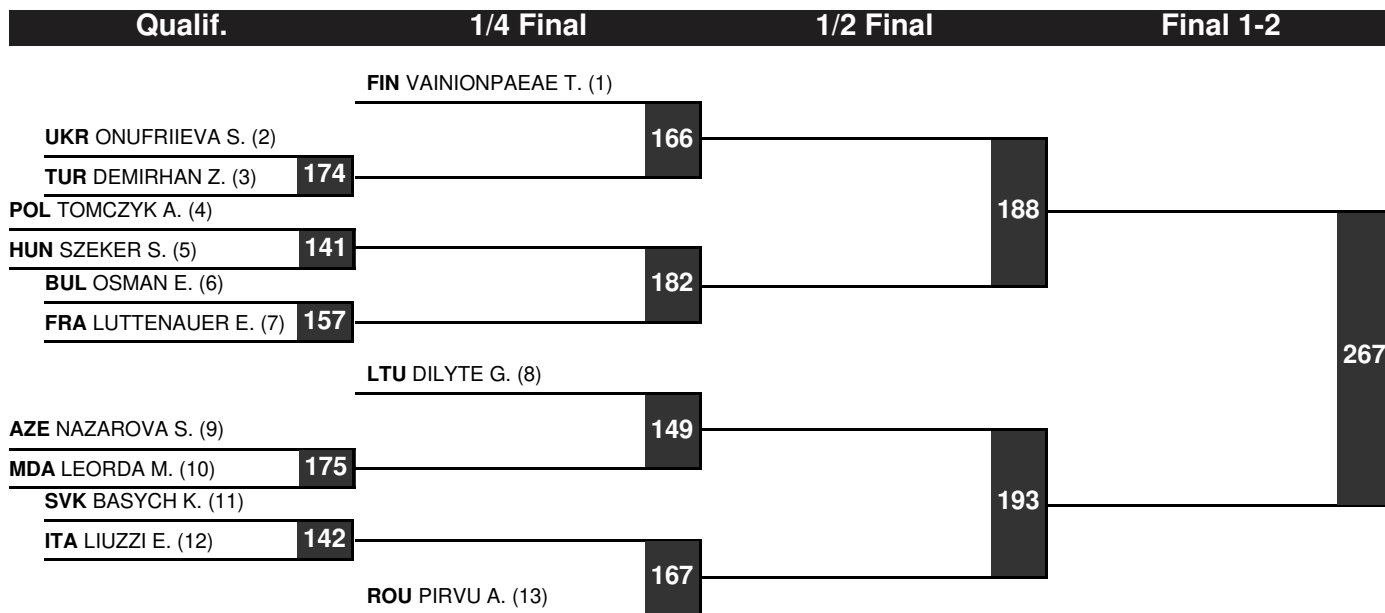 Qualif. 1/4 Final 1/2 Final Final 1-2
FIN VAINIONPAEAE T. (1)
UKR ONUFRIIEVA S. (2)
166
TUR DEMIRHAN Z. (3) 174
POL TOMCZYK A. (4)
188
HUN SZEKER S. (5) 141
BUL OSMAN E. (6)
182
FRA LUTTENAUER E. (7) 157
267
LTU DILYTE G. (8)
AZE NAZAROVA S. (9)
149
MDA LEORDA M. (10) 175
SVK BASYCH K. (11)
193
ITA LIUZZI E. (12) 142
167
ROU PIRVU A. (13)